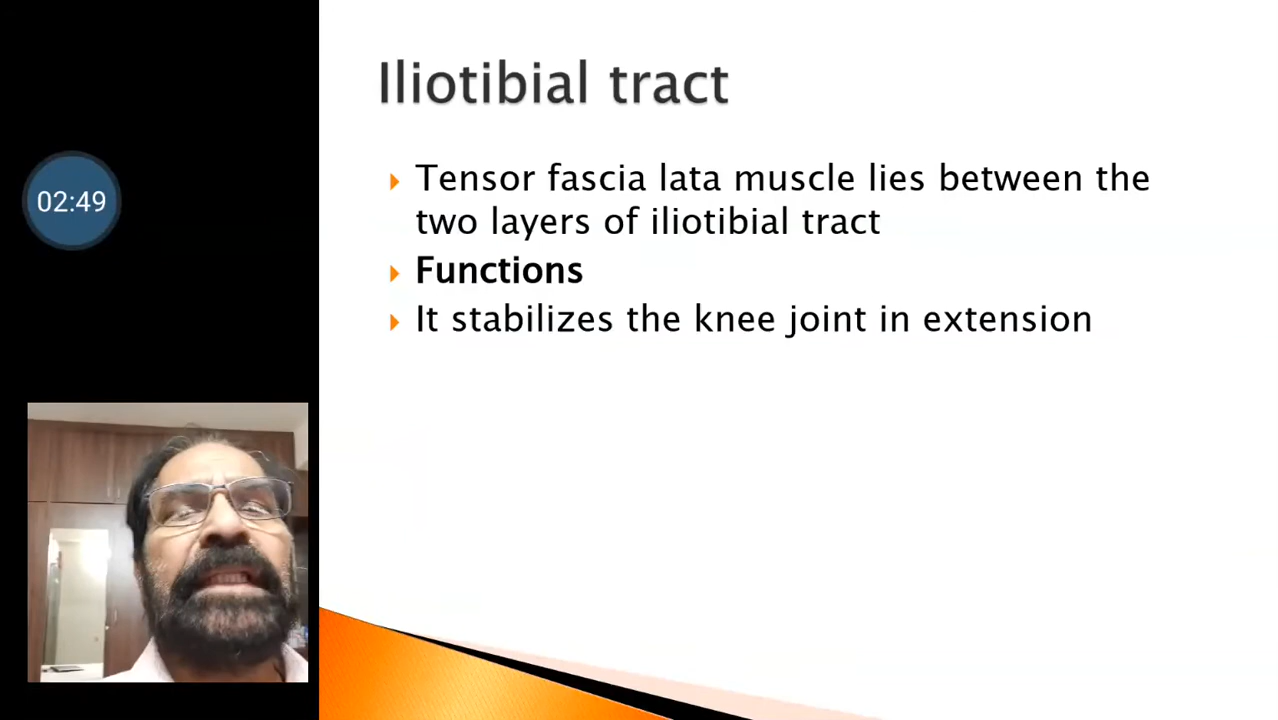 Iliotibial tract
02:49
Tensor fascia lata muscle lies between the
two layers of iliotibial tract
Functions
It stabilizes the knee joint in extension